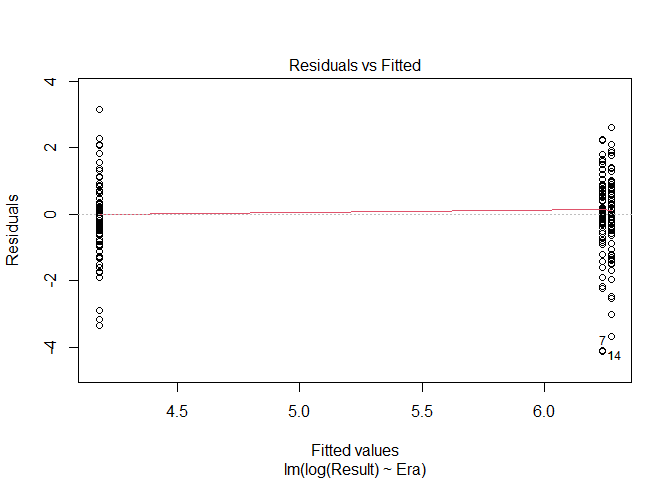 Residuals vs Fitted
Residuals
4
2
0
-2
-4
7
14
4.5 5.0 5.5 6.0
Fitted values
lm(log(Result) ~ Era)